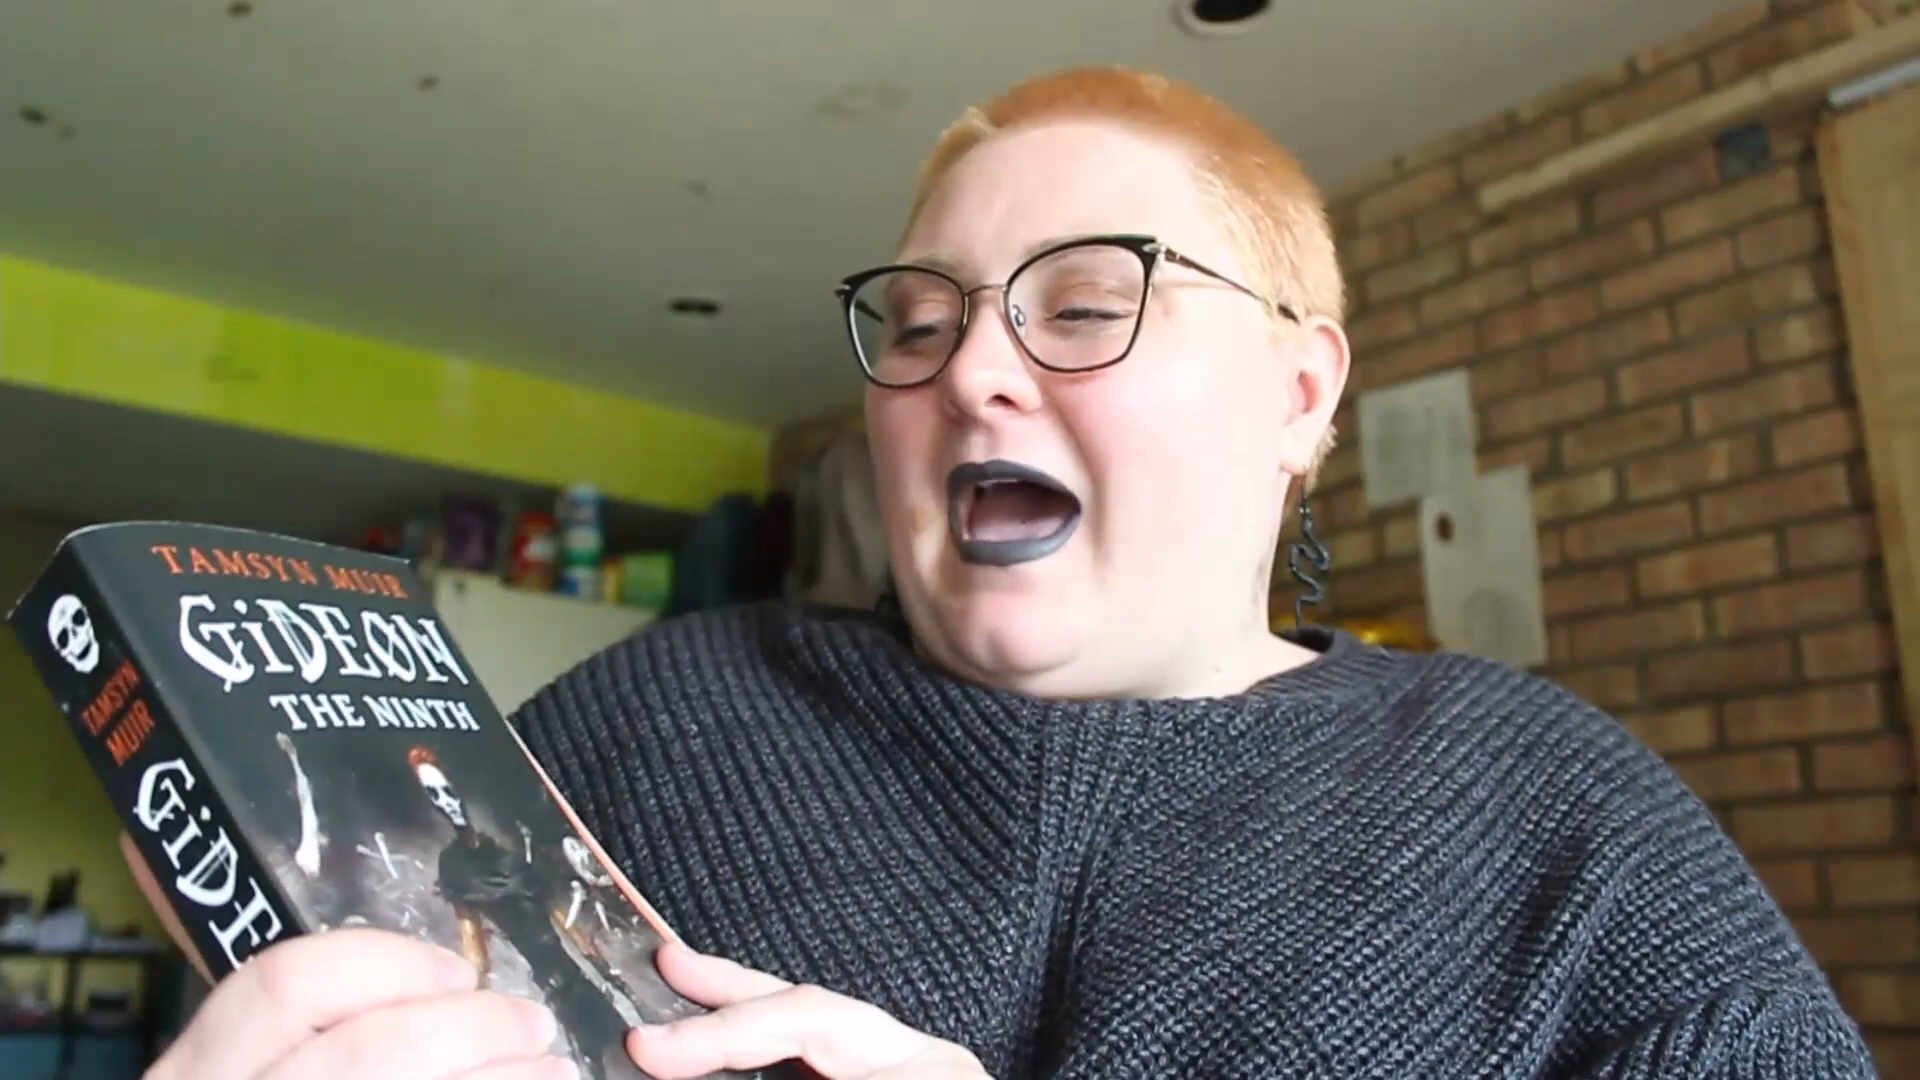 TAMSYN MUIR
GiDEON
THE NINTH
TAMSYN
MUIR
GiDE